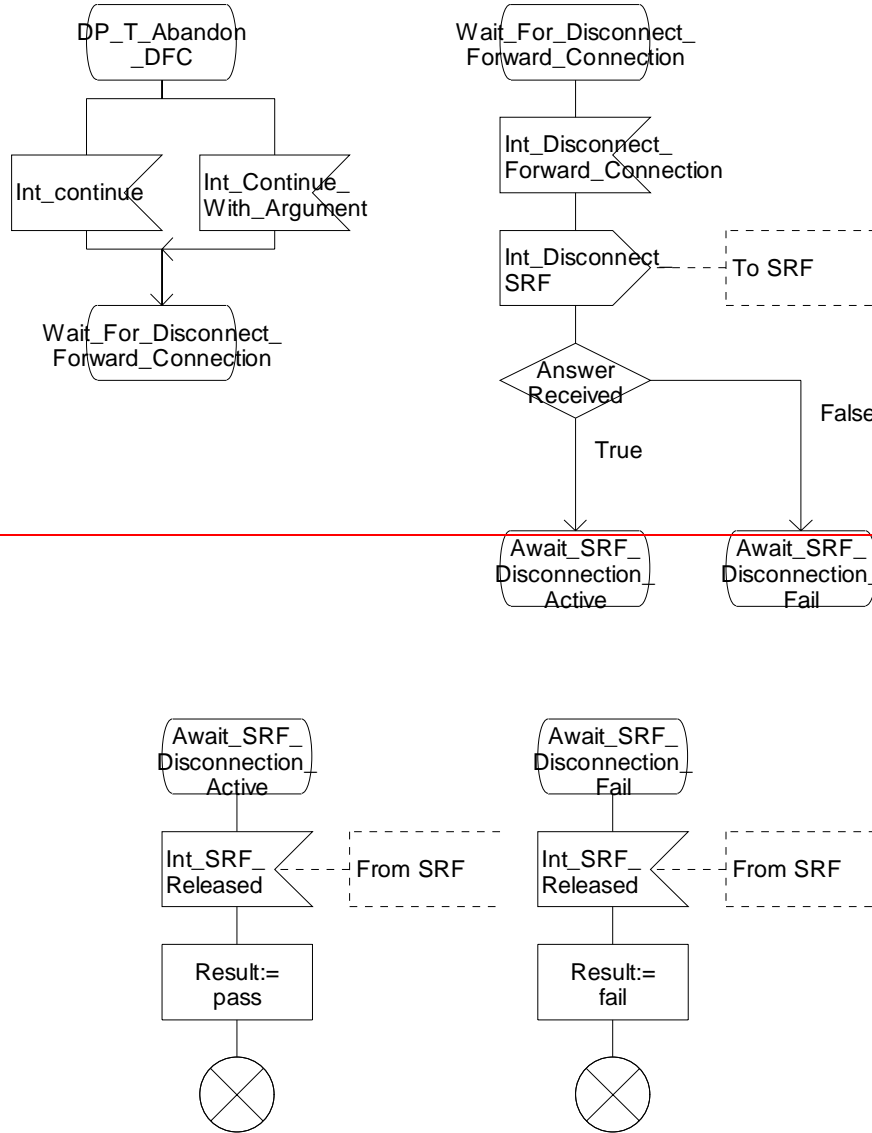 DP_T_Abandon
_DFC
Int_continue
Int_Continue_
With_Argument
Wait_For_Disconnect_
Forward_Connection
Wait_For_Disconnect_
Forward_Connection
Int_Disconnect_
Forward_Connection
Int_Disconnect_
SRF
To SRF
Answer
Received
False
True
Await_SRF_
Disconnection_
Active
Await_SRF_
Disconnection_
Fail
Await_SRF_
Disconnection_
Active
Int_SRF_
Released
From SRF
Result:=
pass
Await_SRF_
Disconnection_
Fail
Int_SRF_
Released
From SRF
Result:=
fail